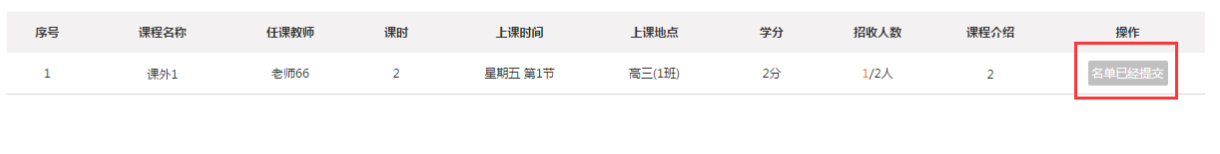 序号 课程名称 任课教师 课时 上课时间 上课地点 学分 招收人数 课程介绍 操作
1 课外1 老师66 2 星期五 第1节 高三(1班) 2分 1/2人 2 名单已经提交